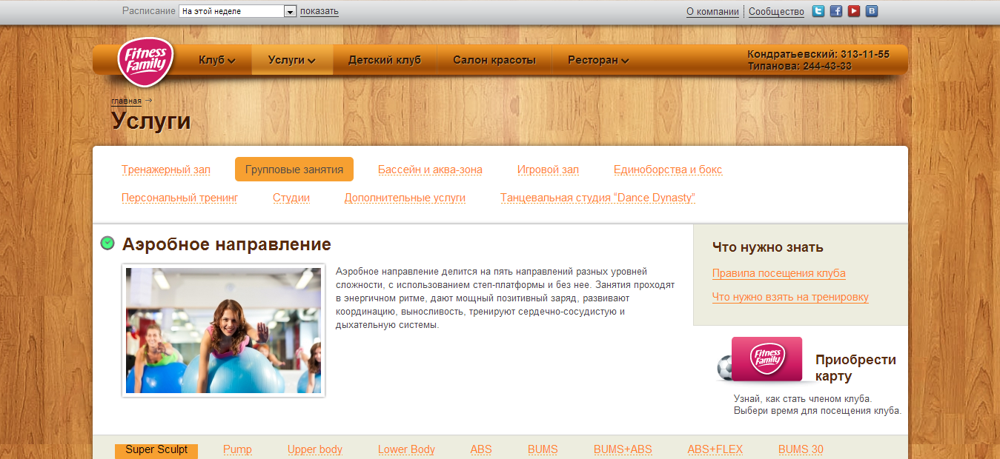 Расписание На этой неделе показать
О компании Сообщество
Fitness Family
Клуб Услуги Детский клуб Салон красоты Ресторан
Кондратьевский: 313-11-55
Типанова: 244-43-33
главная →
Услуги
Тренажерный зал Групповые занятия Бассейн и аква-зона Игровой зал Единоборства и бокс
Персональный тренинг Студии Дополнительные услуги Танцевальная студия “Dance Dynasty”
Аэробное направление
Аэробное направление делится на пять направлений разных уровней
сложности, с использованием степ-платформы и без нее. Занятия проходят
в энергичном ритме, дают мощный позитивный заряд, развивают
координацию, выносливость, тренируют сердечно-сосудистую и
дыхательную системы.
Что нужно знать
Правила посещения клуба
Что нужно взять на тренировку
Fitness Family
Приобрести
карту
Узнай, как стать членом клуба.
Выбери время для посещения клуба.
Super Sculpt Pump Upper body Lower Body ABS BUMS BUMS+ABS ABS+FLEX BUMS 30